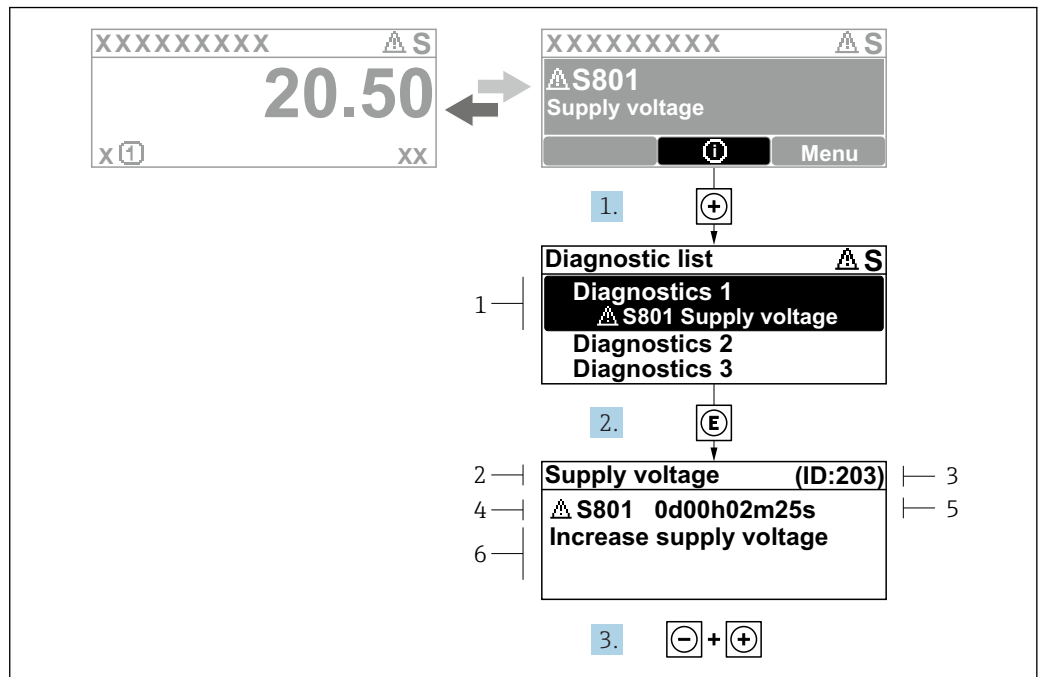 XXXXXXXXX ⚠ S
20.50
X 1 XX
XXXXXXXXX ⚠ S
⚠S801
Supply voltage
i Menu
1. +
Diagnostic list ⚠ S
1
Diagnostics 1
⚠ S801 Supply voltage
Diagnostics 2
Diagnostics 3
2. E
2 Supply voltage (ID:203) 3
4 ⚠ S801 0d00h02m25s 5
6 Increase supply voltage
3. - + +